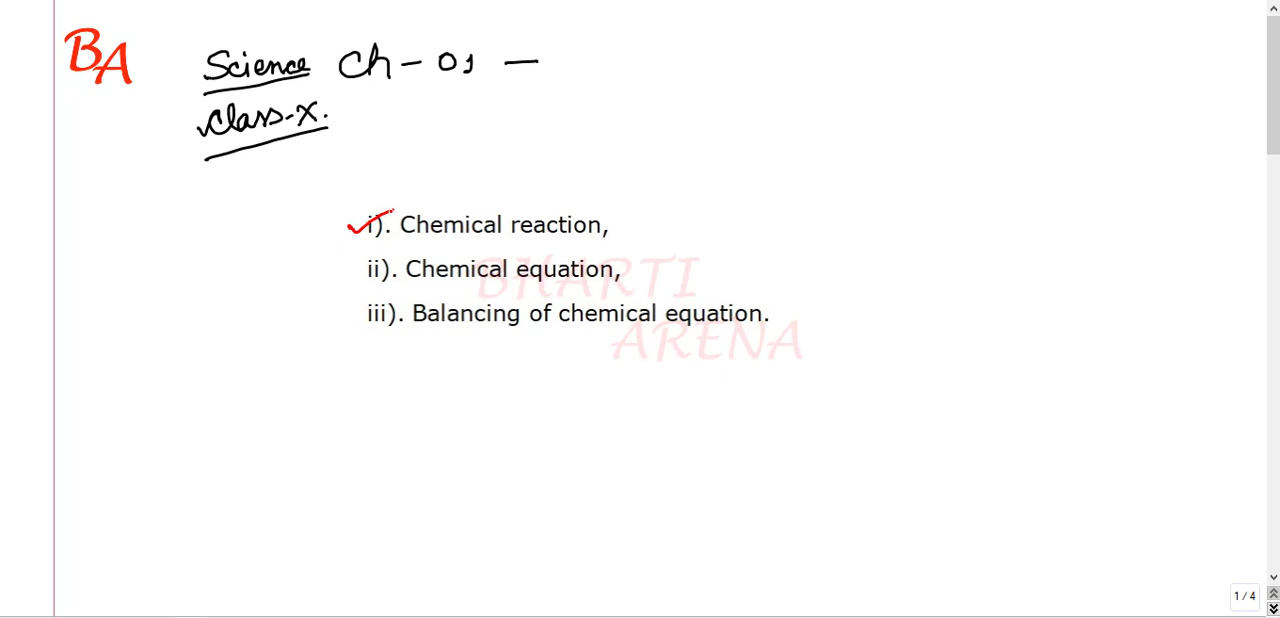 BA
Science Ch - 01 -
Class-X.
i). Chemical reaction,
ii). Chemical equation,
iii). Balancing of chemical equation.
BHARTI
ARENA
1 / 4